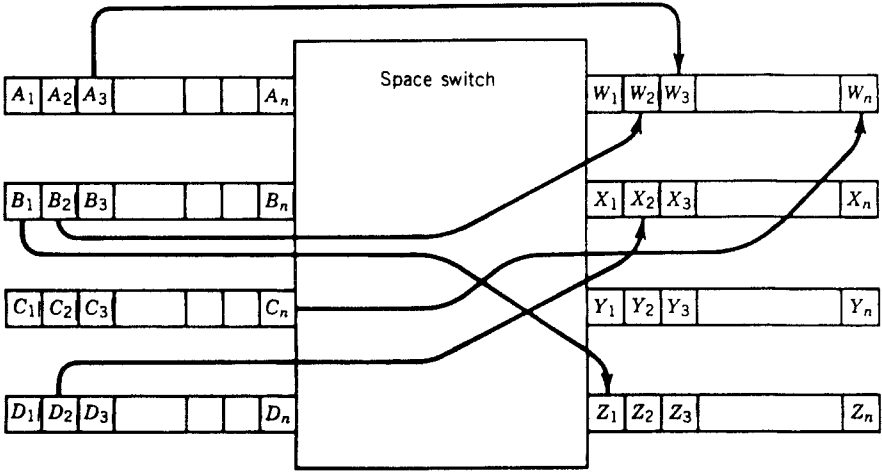 Space switch
A1 A2 A3 An W1 W2 W3 Wn
B1 B2 B3 Bn X1 X2 X3 Xn
C1 C2 C3 Cn Y1 Y2 Y3 Yn
D1 D2 D3 Dn Z1 Z2 Z3 Zn